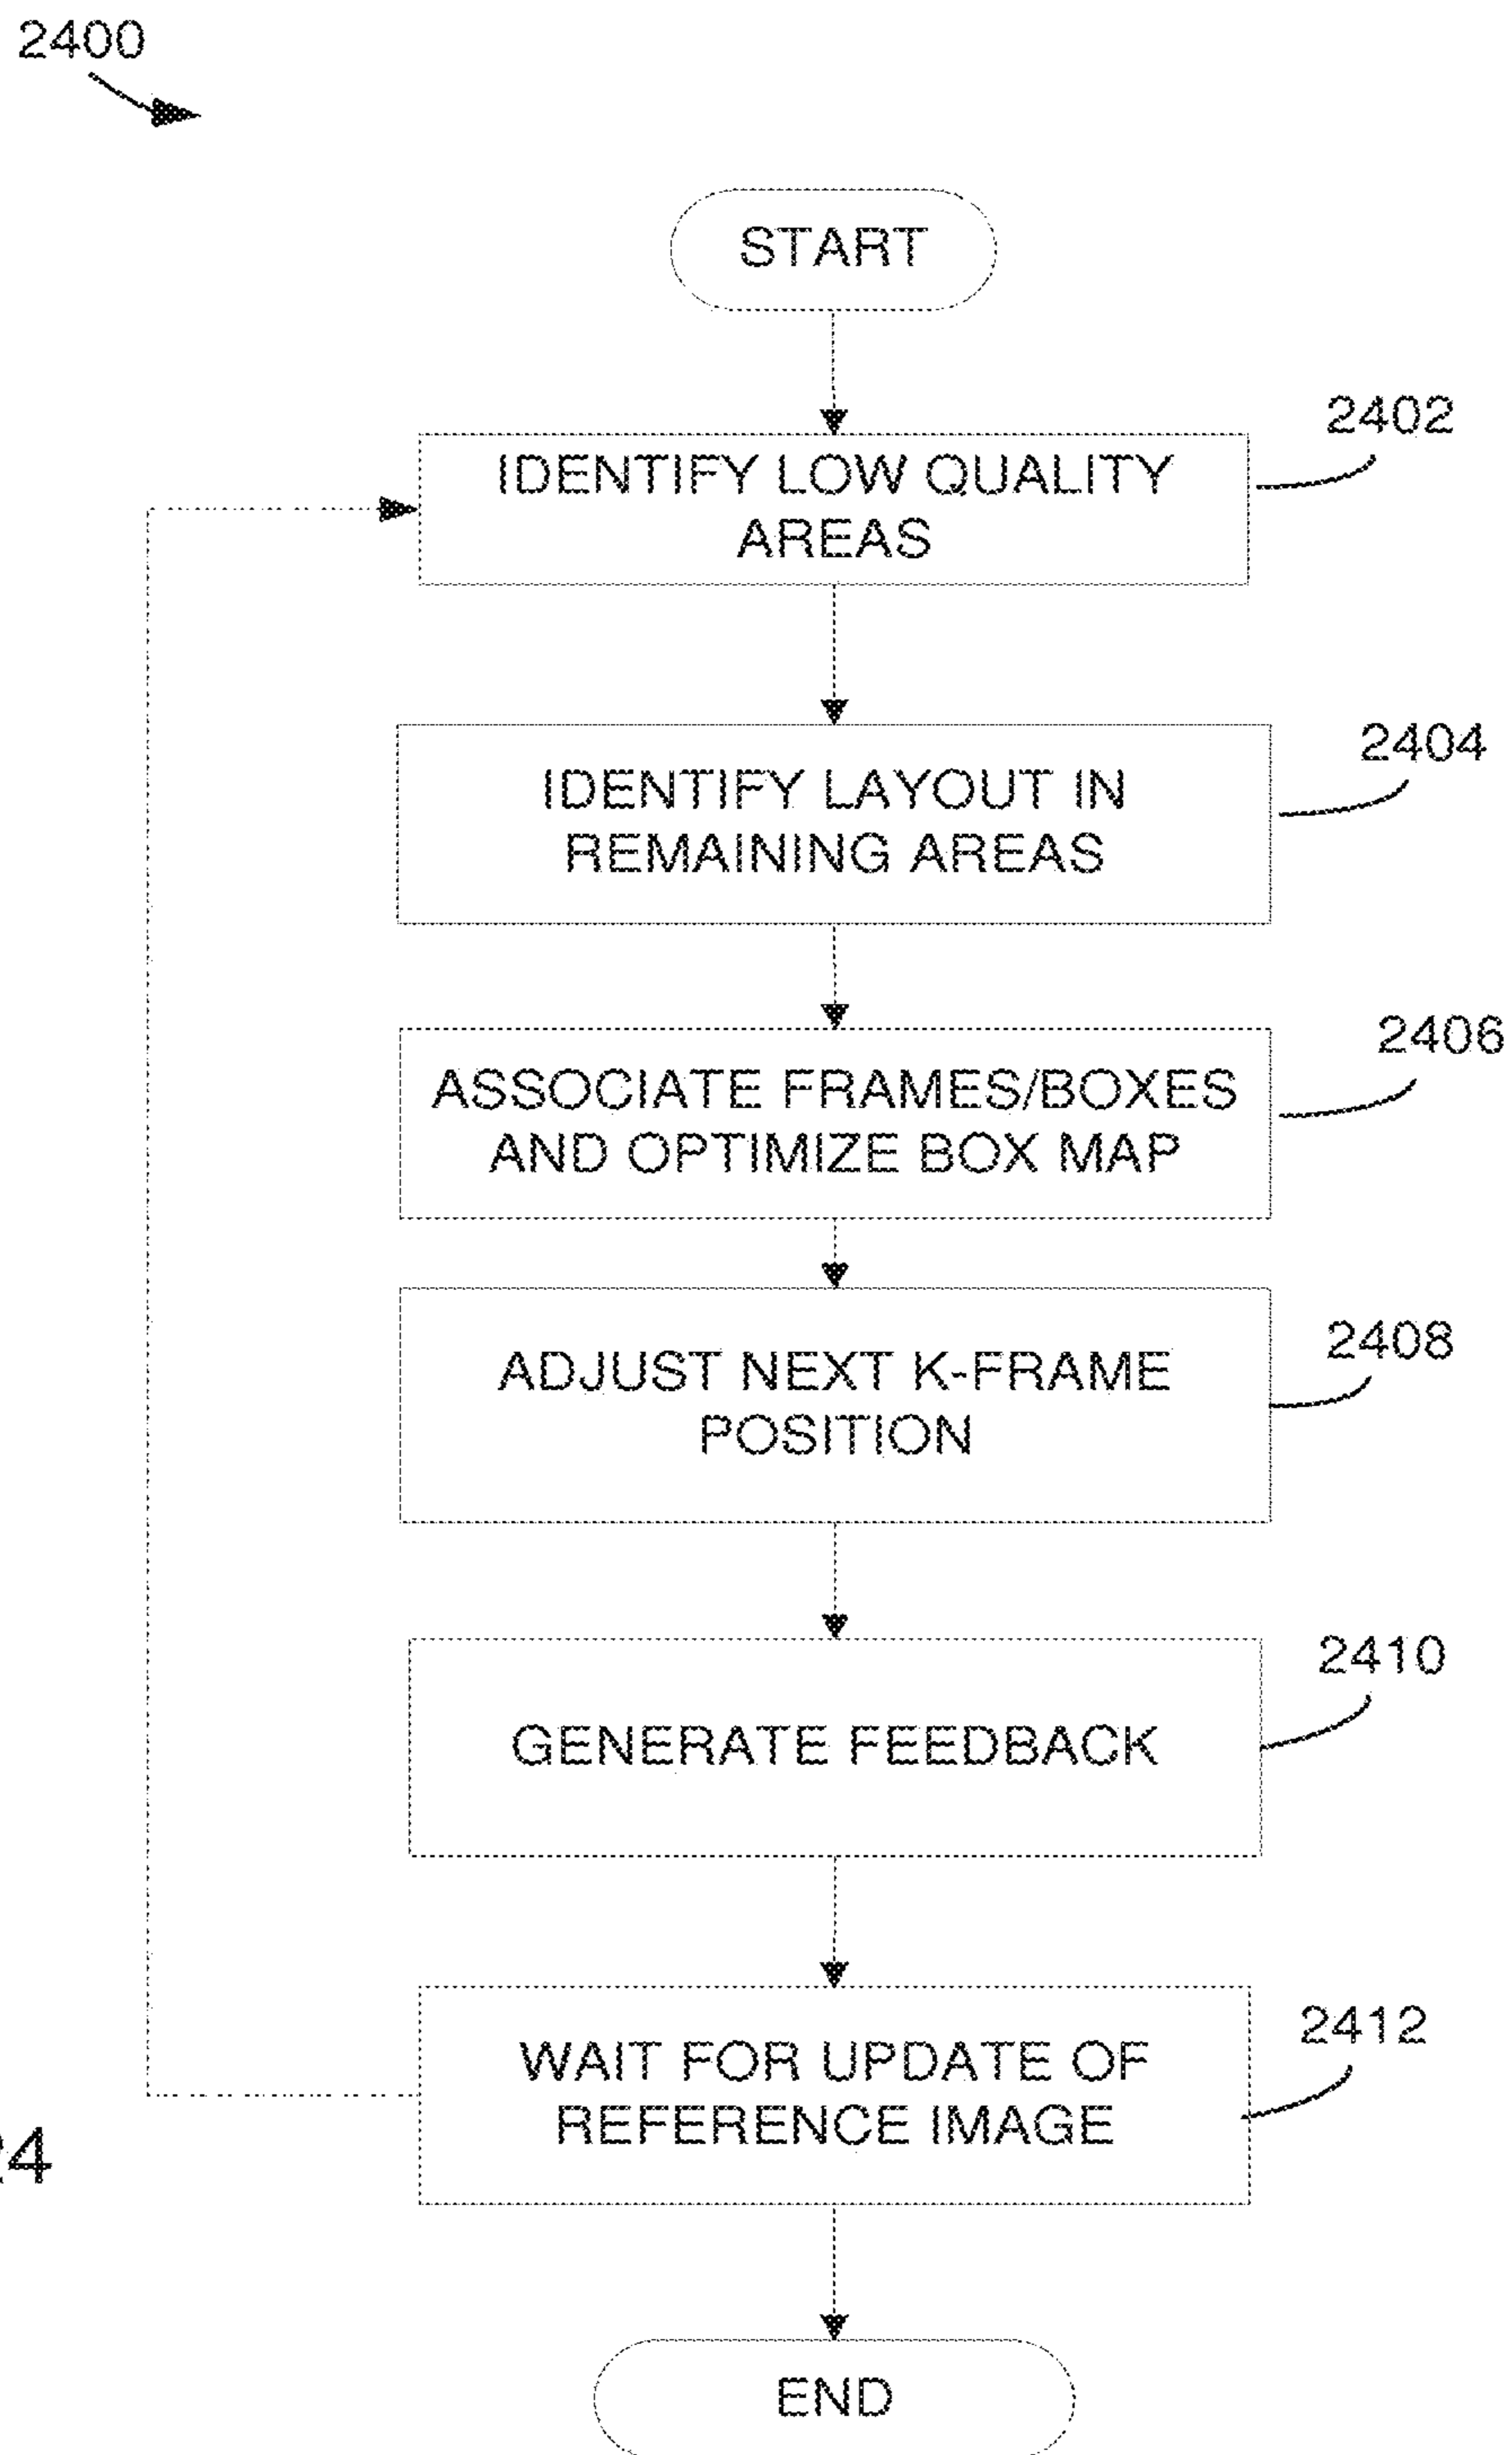 2400
START
2402
IDENTIFY LOW QUALITY
AREAS
2404
IDENTIFY LAYOUT IN
REMAINING AREAS
2406
ASSOCIATE FRAMES/BOXES
AND OPTIMIZE BOX MAP
2408
ADJUST NEXT K-FRAME
POSITION
2410
GENERATE FEEDBACK
2412
WAIT FOR UPDATE OF
REFERENCE IMAGE
4
END